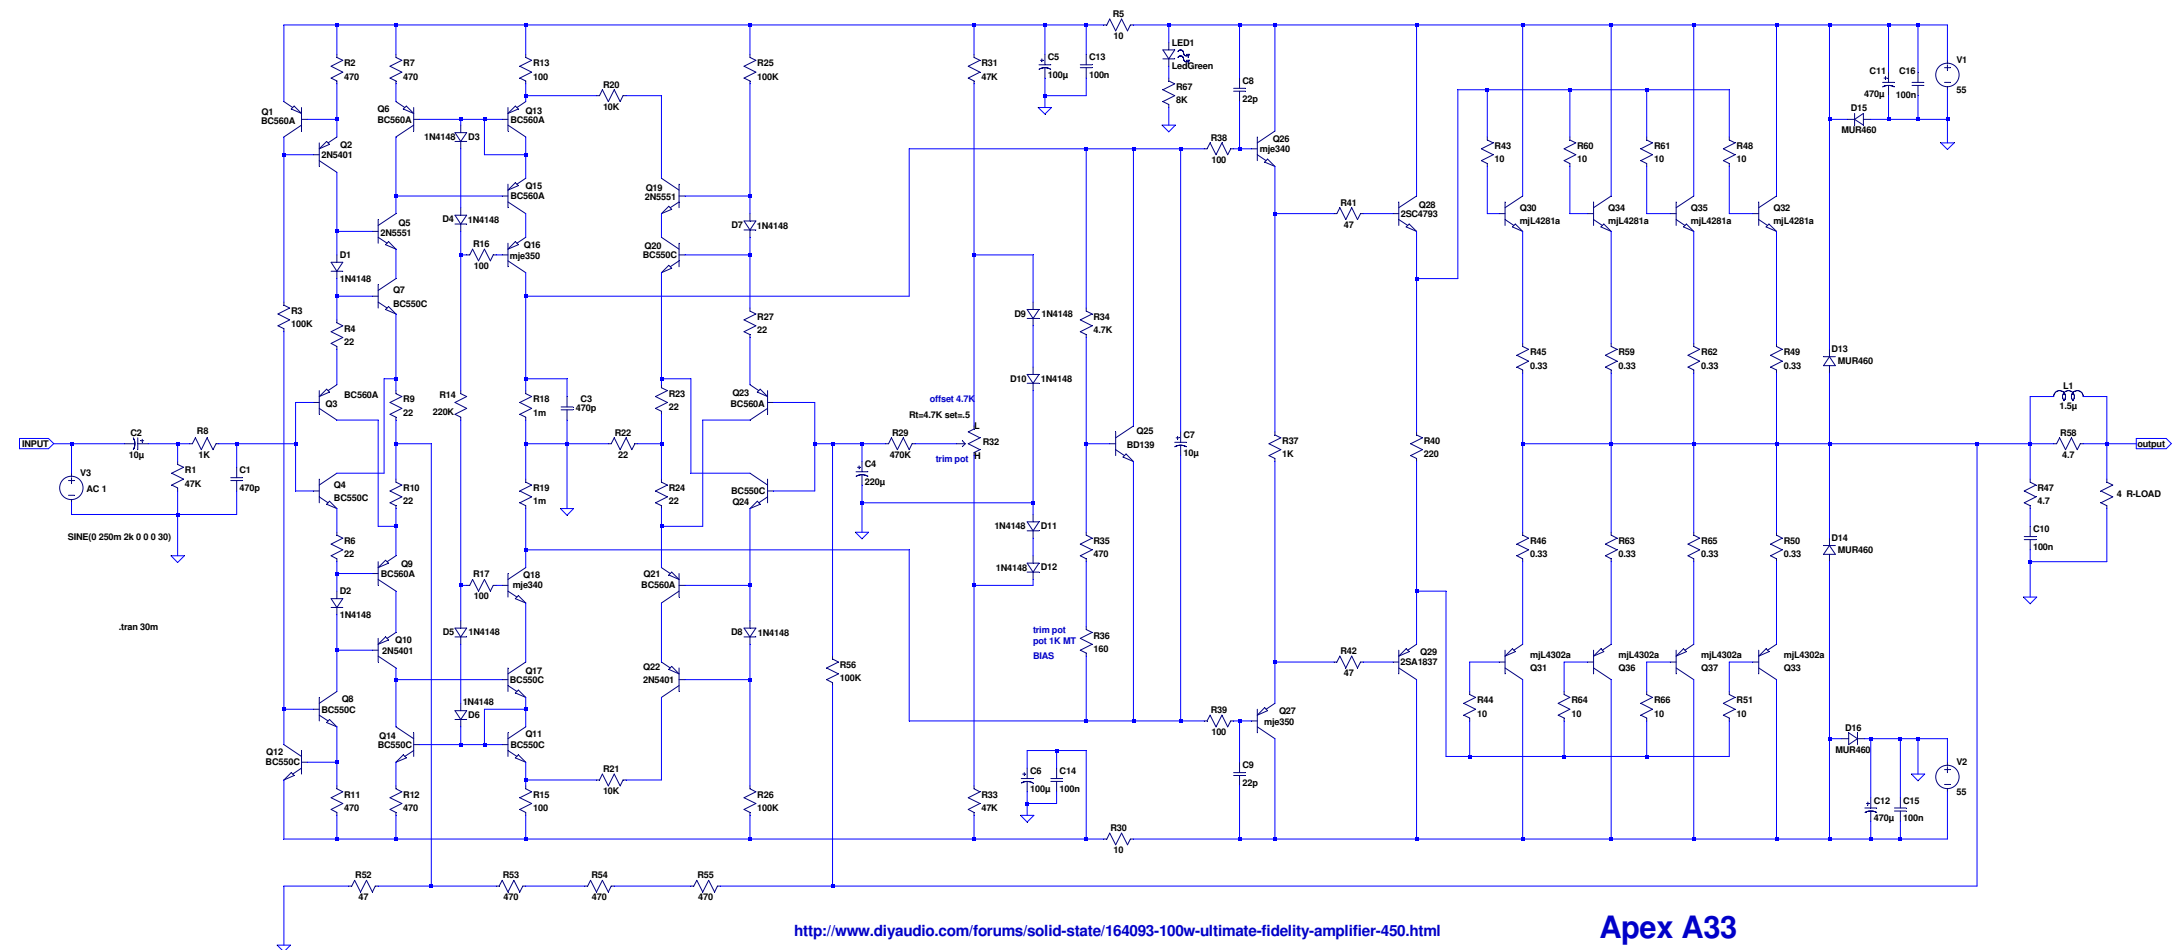 R5
10
LED1
LedGreen
R67
8K
R2
470
R7
470
R13
100
R20
10K
R25
100K
R31
47K
C5
100µ
C13
100n
C8
22p
C11
470µ
C16
100n
V1
55
D15
MUR460
Q1
BC560A
Q6
BC560A
1N4148
D3
Q13
BC560A
Q2
2N5401
R38
100
Q26
mje340
R43
10
R60
10
R61
10
R48
10
Q15
BC560A
Q19
2N5551
D4
1N4148
D7
1N4148
Q5
2N5551
R16
100
Q16
mje350
Q20
BC550C
R41
47
Q28
2SC4793
Q30
mjL4281a
Q34
mjL4281a
Q35
mjL4281a
Q32
mjL4281a
D1
1N4148
Q7
BC550C
R3
100K
R4
22
R27
22
D9
1N4148
R34
4.7K
R45
0.33
R59
0.33
R62
0.33
R49
0.33
D13
MUR460
D10
1N4148
BC560A
Q3
R9
22
R14
220K
R18
1m
C3
470p
R23
22
Q23
BC560A
offset 4.7K
Rt=4.7K set=.5
L1
1.5µ
INPUT
C2
10µ
R8
1K
R22
22
R29
470K
L
R32
H
trim pot
Q25
BD139
C7
10µ
R37
1K
R40
220
R58
4.7
output
V3
AC 1
R1
47K
C1
470p
Q4
BC550C
R10
22
R19
1m
R24
22
BC550C
Q24
C4
220µ
R47
4.7
4 R-LOAD
SINE(0 250m 2k 0 0 0 30)
R6
22
1N4148
D11
R35
470
C10
100n
R46
0.33
R63
0.33
R65
0.33
R50
0.33
D14
MUR460
Q9
BC560A
R17
100
Q18
mje340
Q21
BC560A
1N4148
D12
D2
1N4148
.tran 30m
Q10
2N5401
D5
1N4148
D8
1N4148
trim pot
pot 1K MT
BIAS
R36
160
R42
47
Q29
2SA1837
mjL4302a
Q31
mjL4302a
Q36
mjL4302a
Q37
mjL4302a
Q33
Q17
BC550C
Q22
2N5401
R56
100K
Q8
BC550C
1N4148
D6
R39
100
Q27
mje350
R44
10
R64
10
R66
10
R51
10
Q12
BC550C
Q14
BC550C
Q11
BC550C
D16
MUR460
R21
10K
C6
100µ
C14
100n
C9
22p
V2
55
R11
470
R12
470
R15
100
R26
100K
R33
47K
C12
470µ
C15
100n
R30
10
R52
47
R53
470
R54
470
R55
470
http://www.diyaudio.com/forums/solid-state/164093-100w-ultimate-fidelity-amplifier-450.html
Apex A33